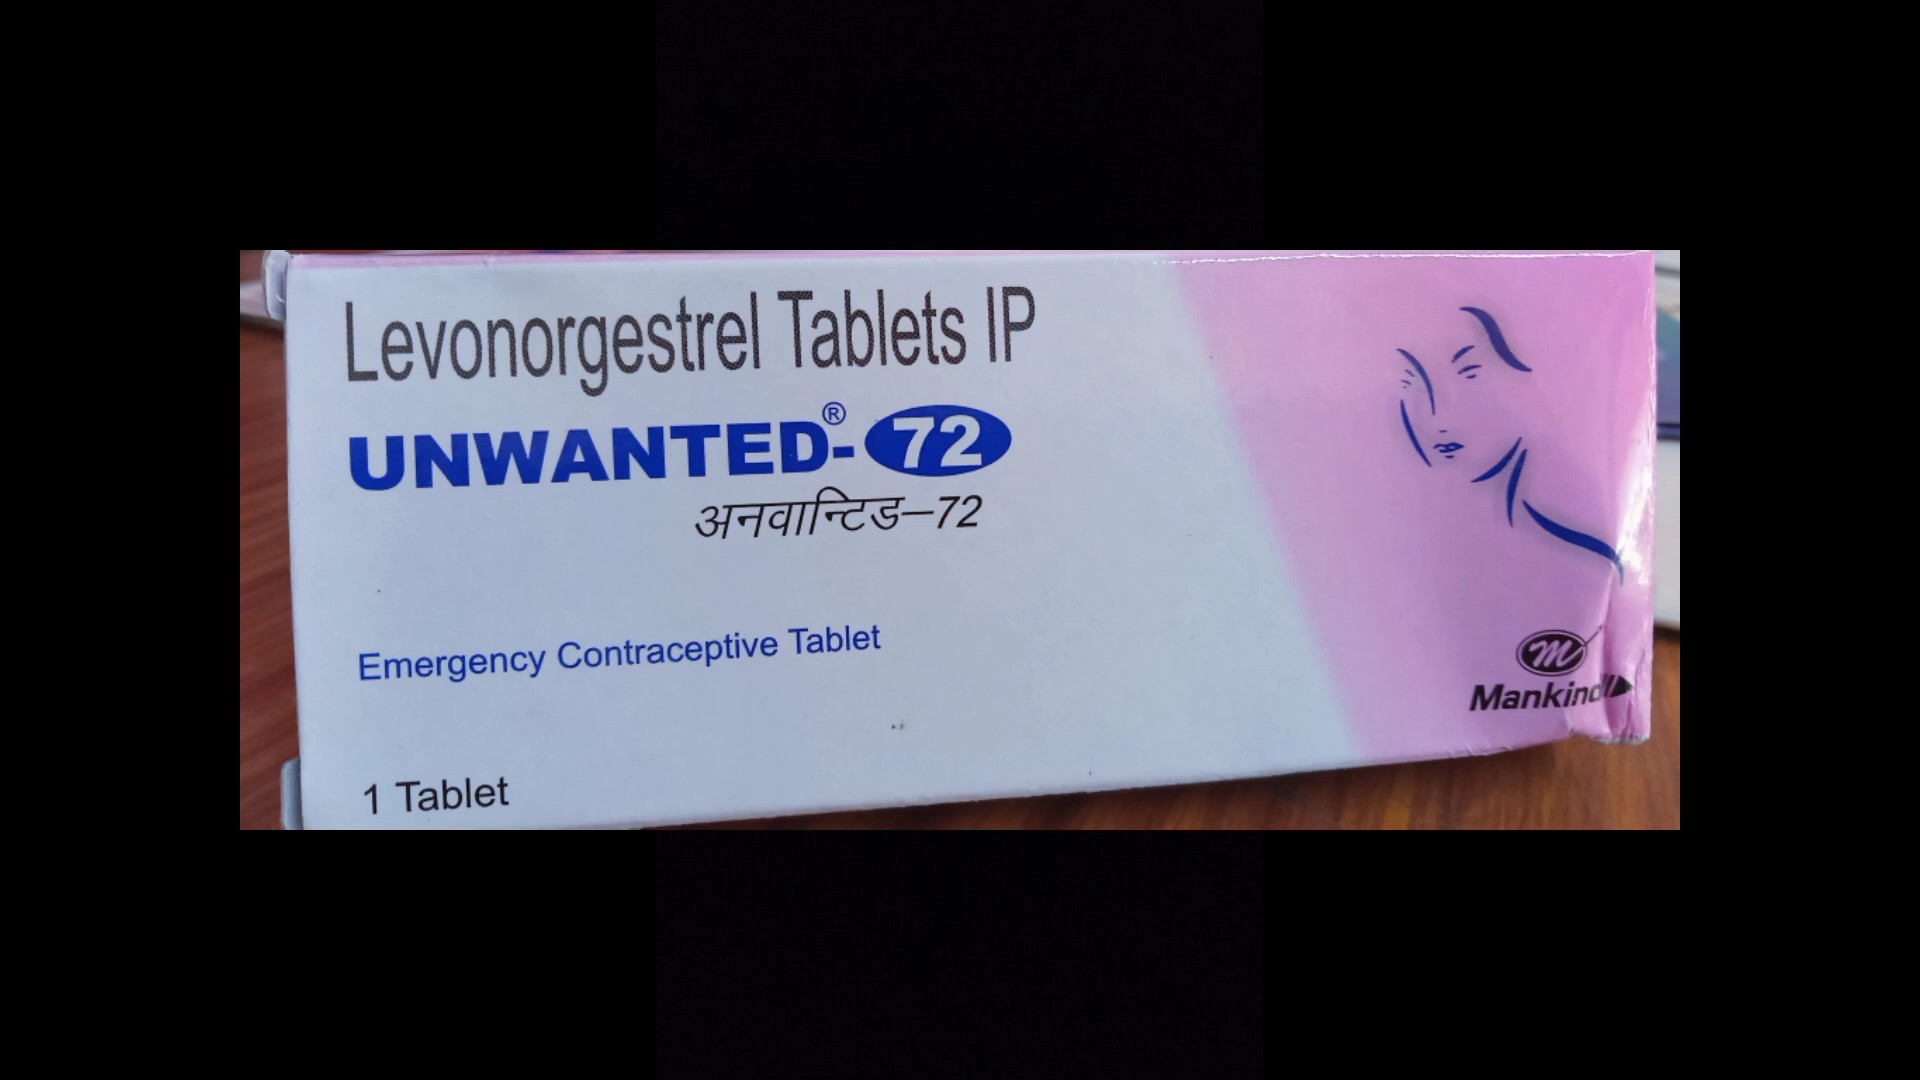 Levonorgestrel Tablets IP
UNWANTED®-72
अनवान्टिड–72
Emergency Contraceptive Tablet
m
Mankind
1 Tablet